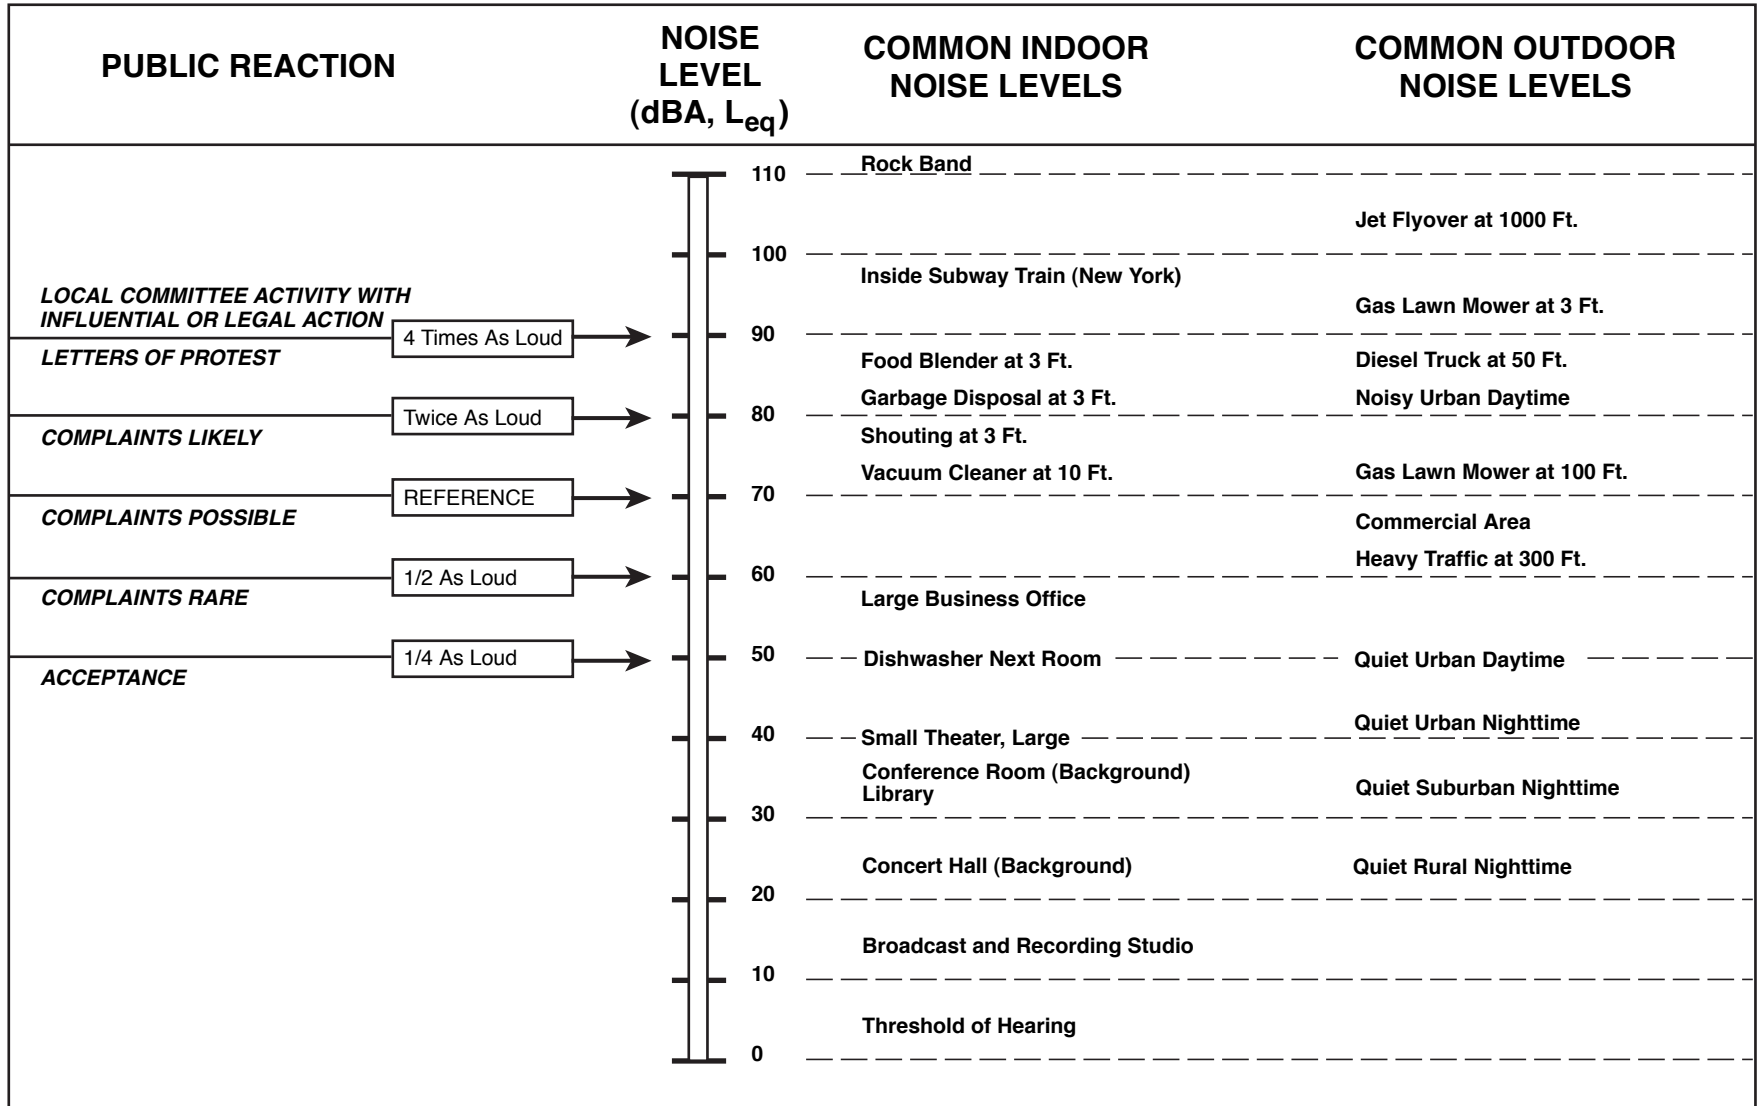 PUBLIC REACTION
NOISE
LEVEL
(dBA, Leq)
COMMON INDOOR
NOISE LEVELS
COMMON OUTDOOR
NOISE LEVELS
LOCAL COMMITTEE ACTIVITY WITH
INFLUENTIAL OR LEGAL ACTION
4 Times As Loud
LETTERS OF PROTEST
Twice As Loud
COMPLAINTS LIKELY
REFERENCE
COMPLAINTS POSSIBLE
1/2 As Loud
COMPLAINTS RARE
1/4 As Loud
ACCEPTANCE
110
100
90
80
70
60
50
40
30
20
10
0
Rock Band
Inside Subway Train (New York)
Food Blender at 3 Ft.
Garbage Disposal at 3 Ft.
Shouting at 3 Ft.
Vacuum Cleaner at 10 Ft.
Large Business Office
Dishwasher Next Room
Small Theater, Large
Conference Room (Background)
Library
Concert Hall (Background)
Broadcast and Recording Studio
Threshold of Hearing
Jet Flyover at 1000 Ft.
Gas Lawn Mower at 3 Ft.
Diesel Truck at 50 Ft.
Noisy Urban Daytime
Gas Lawn Mower at 100 Ft.
Commercial Area
Heavy Traffic at 300 Ft.
Quiet Urban Daytime
Quiet Urban Nighttime
Quiet Suburban Nighttime
Quiet Rural Nighttime